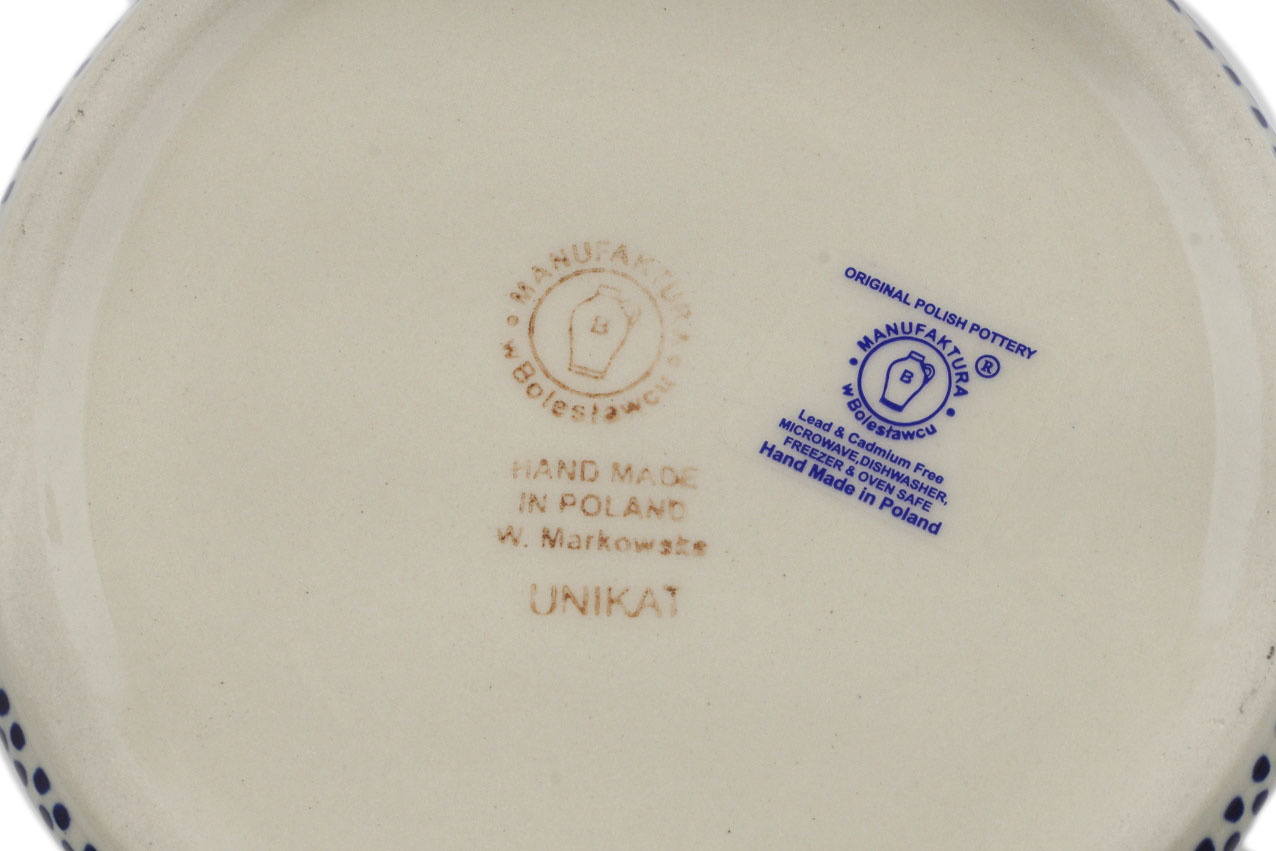 MANUFAKTURA
B
w Bolesławcu
HAND MADE
IN POLAND
W. Markowska
UNIKAT
ORIGINAL POLISH POTTERY
MANUFAKTURA
®
B
w Bolesławcu
Lead & Cadmium Free
MICROWAVE,DISHWASHER,
FREEZER & OVEN SAFE
Hand Made in Poland